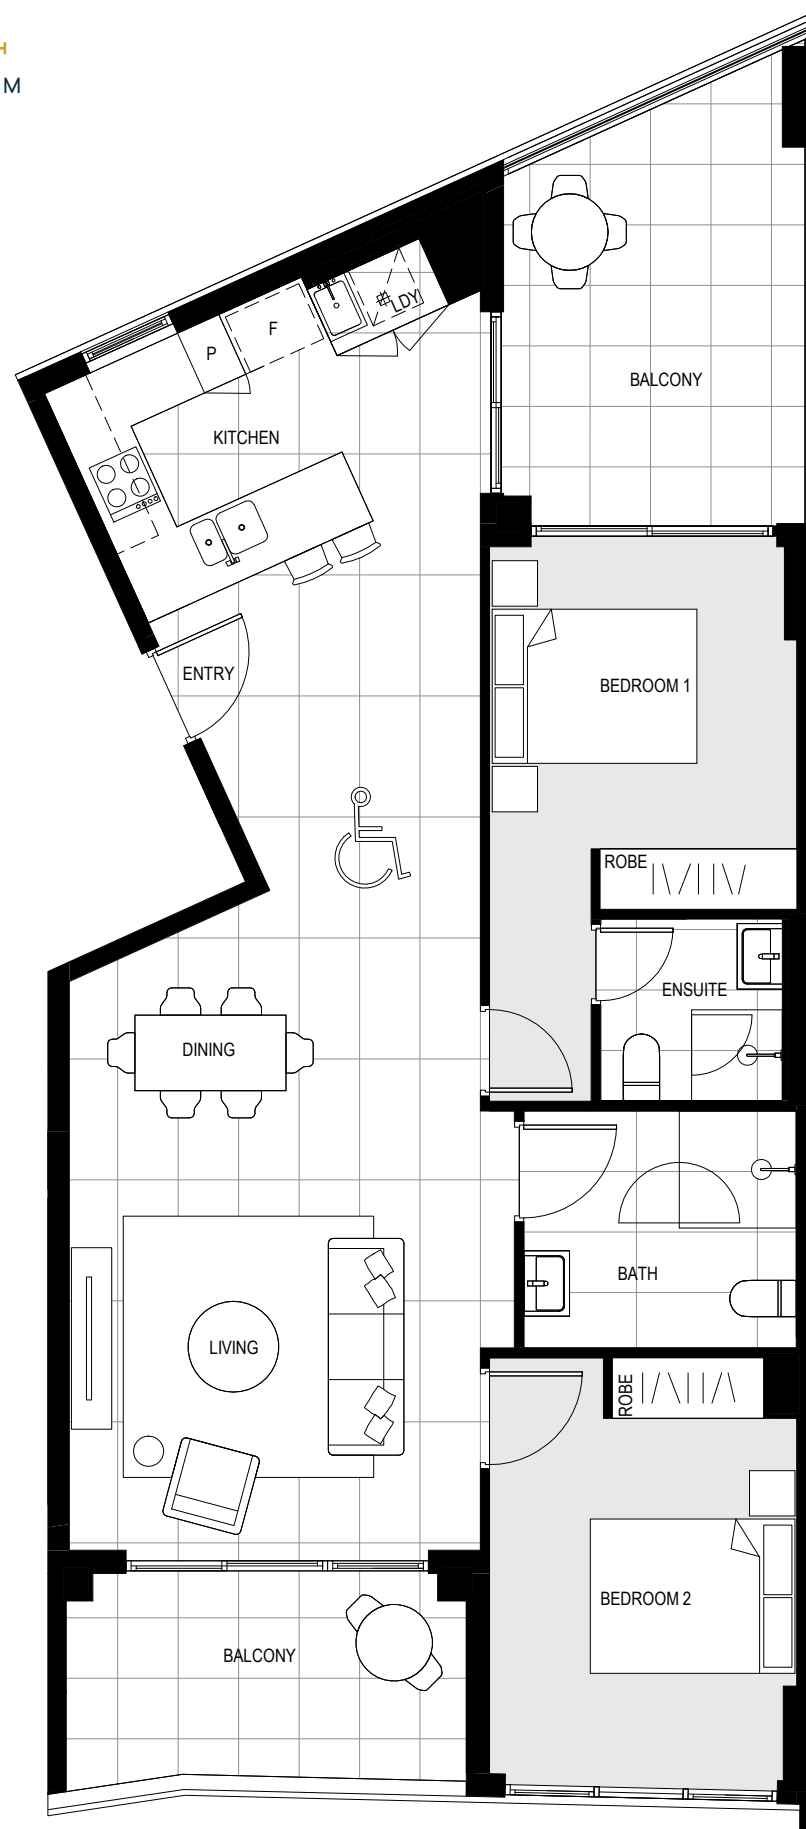 H
M
LDY
F
P
BALCONY
KITCHEN
ENTRY
BEDROOM 1
ROBE
ENSUITE
DINING
BATH
LIVING
ROBE
BEDROOM 2
BALCONY